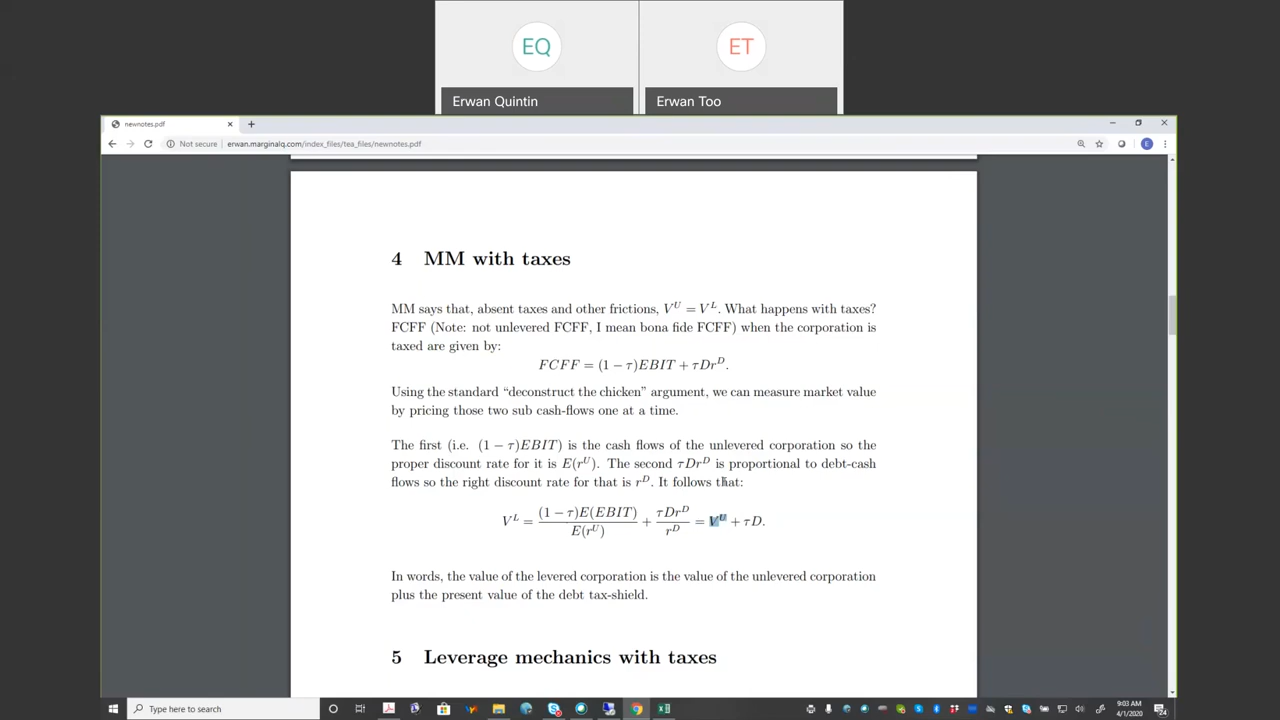 EQ
ET
Erwan Quintin
Erwan Too
newnotes.pdf
Not secure | erwan.marginalq.com/index_files/tea_files/newnotes.pdf
E
4 MM with taxes
MM says that, absent taxes and other frictions, V^U = V^L. What happens with taxes?
FCFF (Note: not unlevered FCFF, I mean bona fide FCFF) when the corporation is
taxed are given by:
FCFF = (1 − τ)EBIT + τDr^D.
Using the standard “deconstruct the chicken” argument, we can measure market value
by pricing those two sub cash-flows one at a time.
The first (i.e. (1 − τ)EBIT) is the cash flows of the unlevered corporation so the
proper discount rate for it is E(r^U). The second τDr^D is proportional to debt-cash
flows so the right discount rate for that is r^D. It follows that:
V^L = (1 − τ)E(EBIT) / E(r^U) + τDr^D / r^D = V^U + τD.
In words, the value of the levered corporation is the value of the unlevered corporation
plus the present value of the debt tax-shield.
5 Leverage mechanics with taxes
Type here to search
9:03 AM
4/1/2020
24